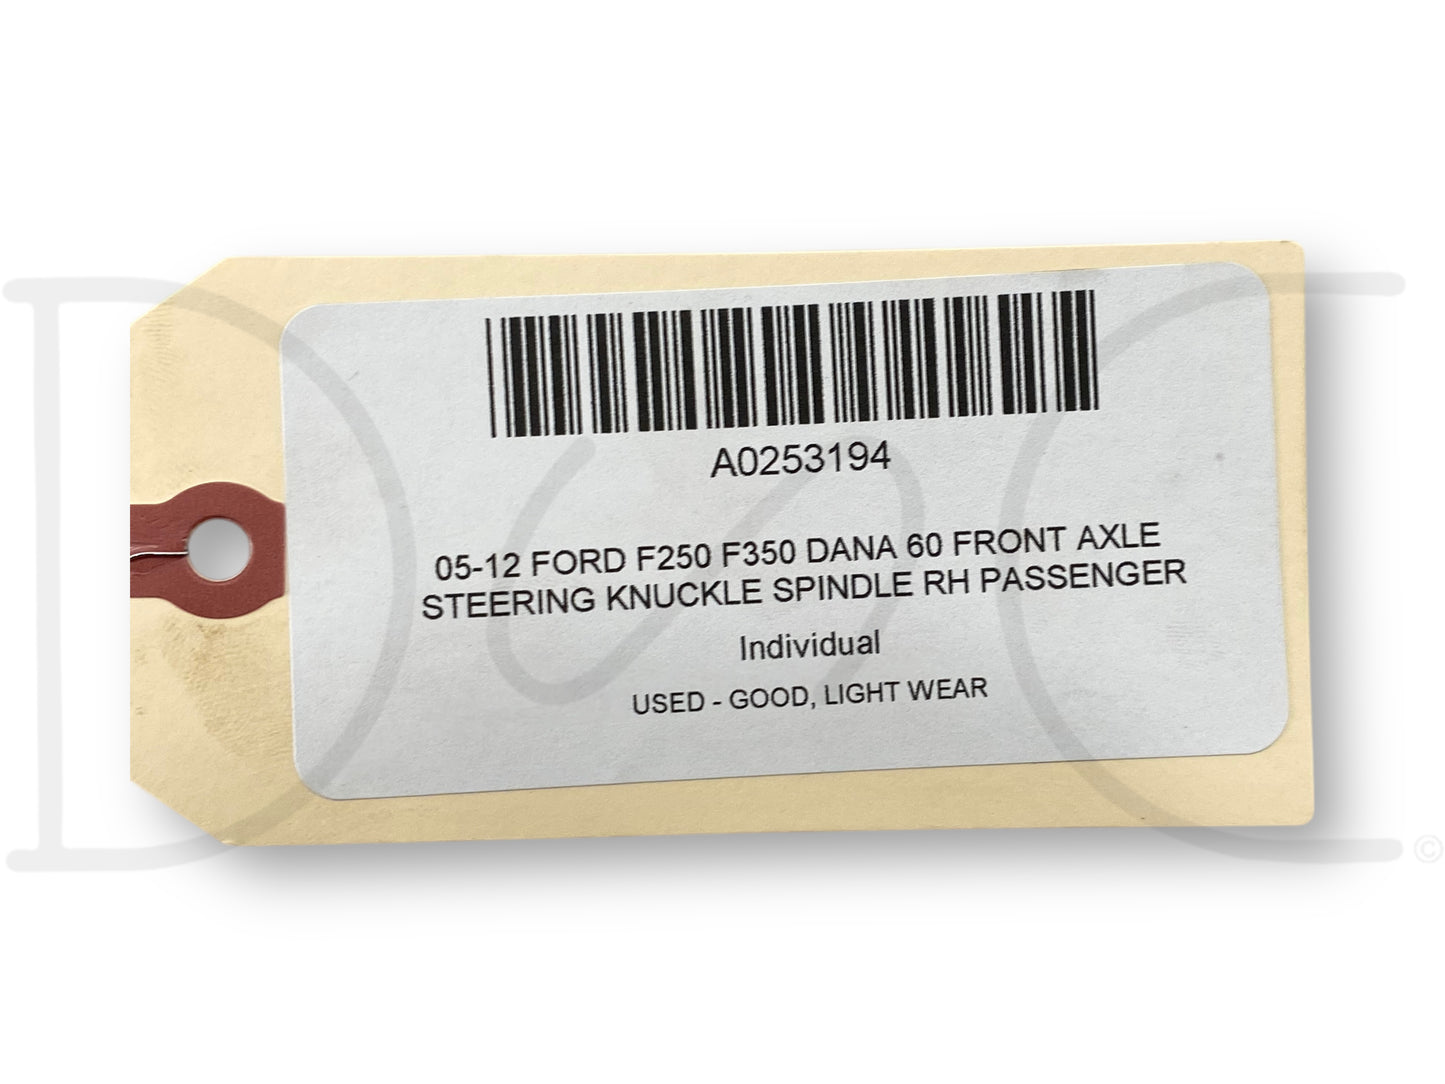 A0253194
05-12 FORD F250 F350 DANA 60 FRONT AXLE
STEERING KNUCKLE SPINDLE RH PASSENGER
Individual
USED - GOOD, LIGHT WEAR
DSC ©